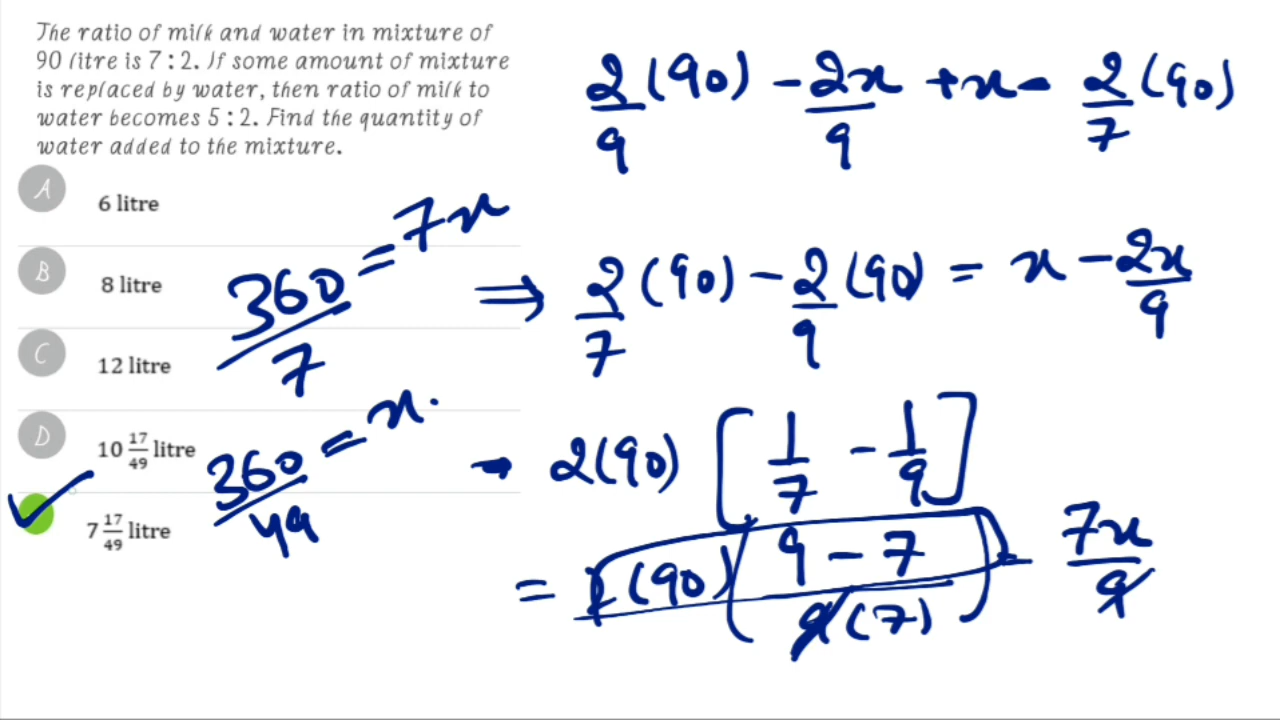 The ratio of milk and water in mixture of
90 litre is 7 : 2. If some amount of mixture
is replaced by water, then ratio of milk to
water becomes 5 : 2. Find the quantity of
water added to the mixture.
A 6 litre
B 8 litre
C 12 litre
D 10 17/49 litre
7 17/49 litre
360/7 = 7x
360/49 = x.
2/9 (90) - 2x/9 + x = 2/7 (90)
⇒ 2/7 (90) - 2/9 (90) = x - 2x/9
= 2(90) [1/7 - 1/9]
= 2(90) (9 - 7/9(7)) = 7x/9